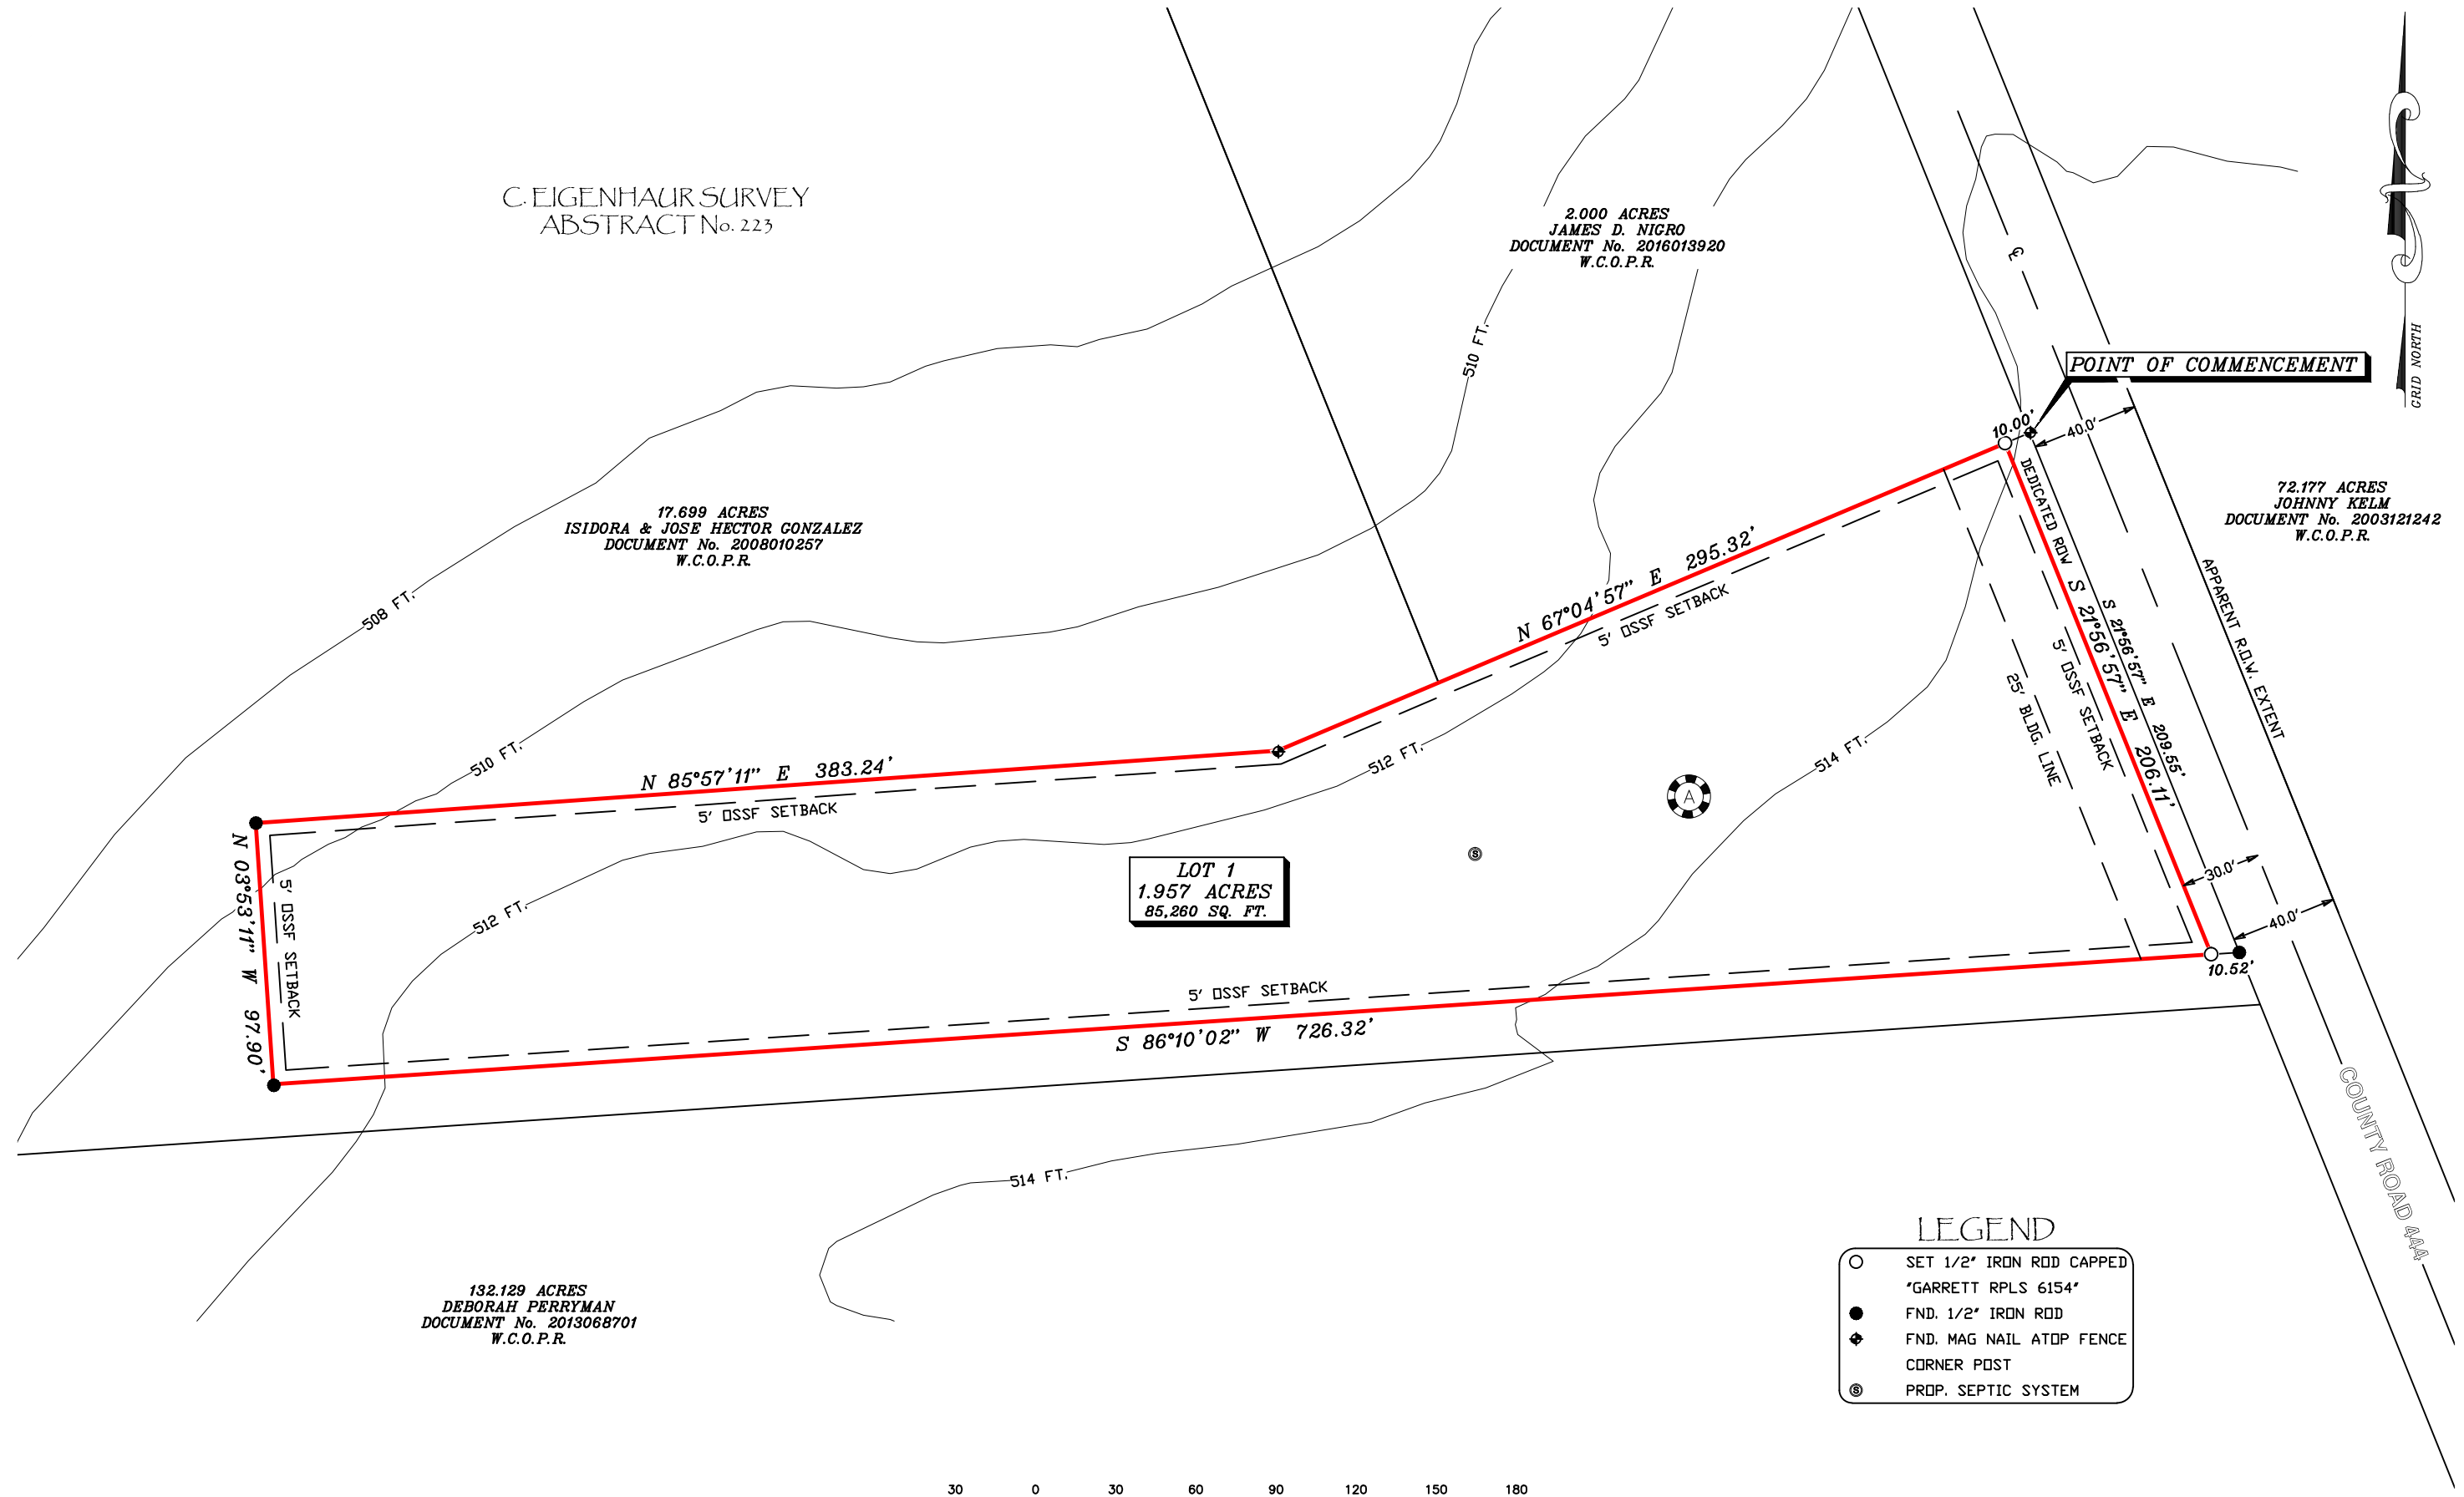 C. EIGENHAUR SURVEY
ABSTRACT No. 223
2.000 ACRES
JAMES D. NIGRO
DOCUMENT No. 2016013920
W.C.O.P.R.
℄
GRID NORTH
510 FT.
POINT OF COMMENCEMENT
10.00'
40.0'
DEDICATED ROW
72.177 ACRES
JOHNNY KELM
DOCUMENT No. 2003121242
W.C.O.P.R.
17.699 ACRES
ISIDORA & JOSE HECTOR GONZALEZ
DOCUMENT No. 2008010257
W.C.O.P.R.
508 FT.
N 67°04'57" E 295.32'
5' OSSF SETBACK
S 21°56'57" E 206.11'
S 21°56'57" E 209.55'
5' OSSF SETBACK
25' BLDG. LINE
APPARENT R.O.W. EXTENT
510 FT.
N 85°57'11" E 383.24'
5' OSSF SETBACK
512 FT.
514 FT.
A
S
N 03°53'11" W 97.90'
5' OSSF SETBACK
512 FT.
LOT 1
1.957 ACRES
85,260 SQ. FT.
30.0'
40.0'
10.52'
5' OSSF SETBACK
S 86°10'02" W 726.32'
COUNTY ROAD 444
514 FT.
132.129 ACRES
DEBORAH PERRYMAN
DOCUMENT No. 2013068701
W.C.O.P.R.
LEGEND
SET 1/2" IRON ROD CAPPED
"GARRETT RPLS 6154"
FND. 1/2" IRON ROD
FND. MAG NAIL ATOP FENCE
CORNER POST
S PROP. SEPTIC SYSTEM
30 0 30 60 90 120 150 180